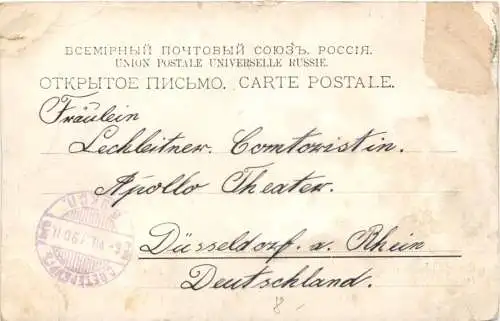 ВСЕМІРНЫЙ ПОЧТОВЫЙ СОЮЗЪ. РОССІЯ.
UNION POSTALE UNIVERSELLE RUSSIE.
ОТКРЫТОЕ ПИСЬМО. CARTE POSTALE.
Fräulein
Lechleitner. Comtoristin.
Apollo Theater.
Düsseldorf. a. Rhein
Deutschland.
8